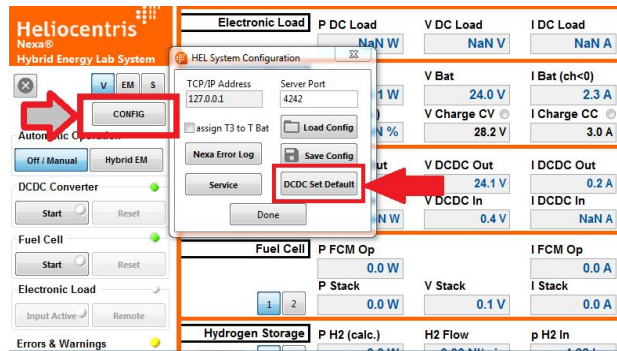 Heliocentris
Nexa®
Hybrid Energy Lab System
V EM S
CONFIG
Automatic Operation
Off / Manual Hybrid EM
DCDC Converter
Start Reset
Fuel Cell
Start Reset
Electronic Load
Input Active Remote
Errors & Warnings
HEL System Configuration
TCP/IP Address Server Port
127.0.0.1 4242
assign T3 to T Bat Load Config
Nexa Error Log Save Config
Service DCDC Set Default
Done
Electronic Load P DC Load V DC Load I DC Load
NaN W NaN V NaN A
V Bat I Bat (ch<0)
1 W 24.0 V 2.3 A
) V Charge CV I Charge CC
N % 28.2 V 3.0 A
ut V DCDC Out I DCDC Out
24.1 V 0.2 A
V DCDC In I DCDC In
N W 0.4 V NaN A
Fuel Cell P FCM Op I FCM Op
0.0 W 0.0 A
P Stack V Stack I Stack
1 2 0.0 W 0.1 V 0.0 A
Hydrogen Storage P H2 (calc.) H2 Flow p H2 In